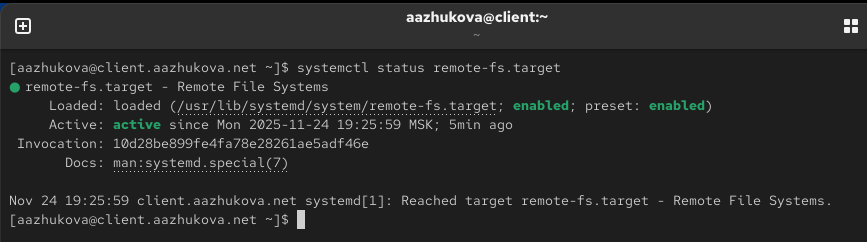 aazhukova@client:~
~
[aazhukova@client.aazhukova.net ~]$ systemctl status remote-fs.target
● remote-fs.target - Remote File Systems
Loaded: loaded (/usr/lib/systemd/system/remote-fs.target; enabled; preset: enabled)
Active: active since Mon 2025-11-24 19:25:59 MSK; 5min ago
Invocation: 10d28be899fe4fa78e28261ae5adf46e
Docs: man:systemd.special(7)
Nov 24 19:25:59 client.aazhukova.net systemd[1]: Reached target remote-fs.target - Remote File Systems.
[aazhukova@client.aazhukova.net ~]$